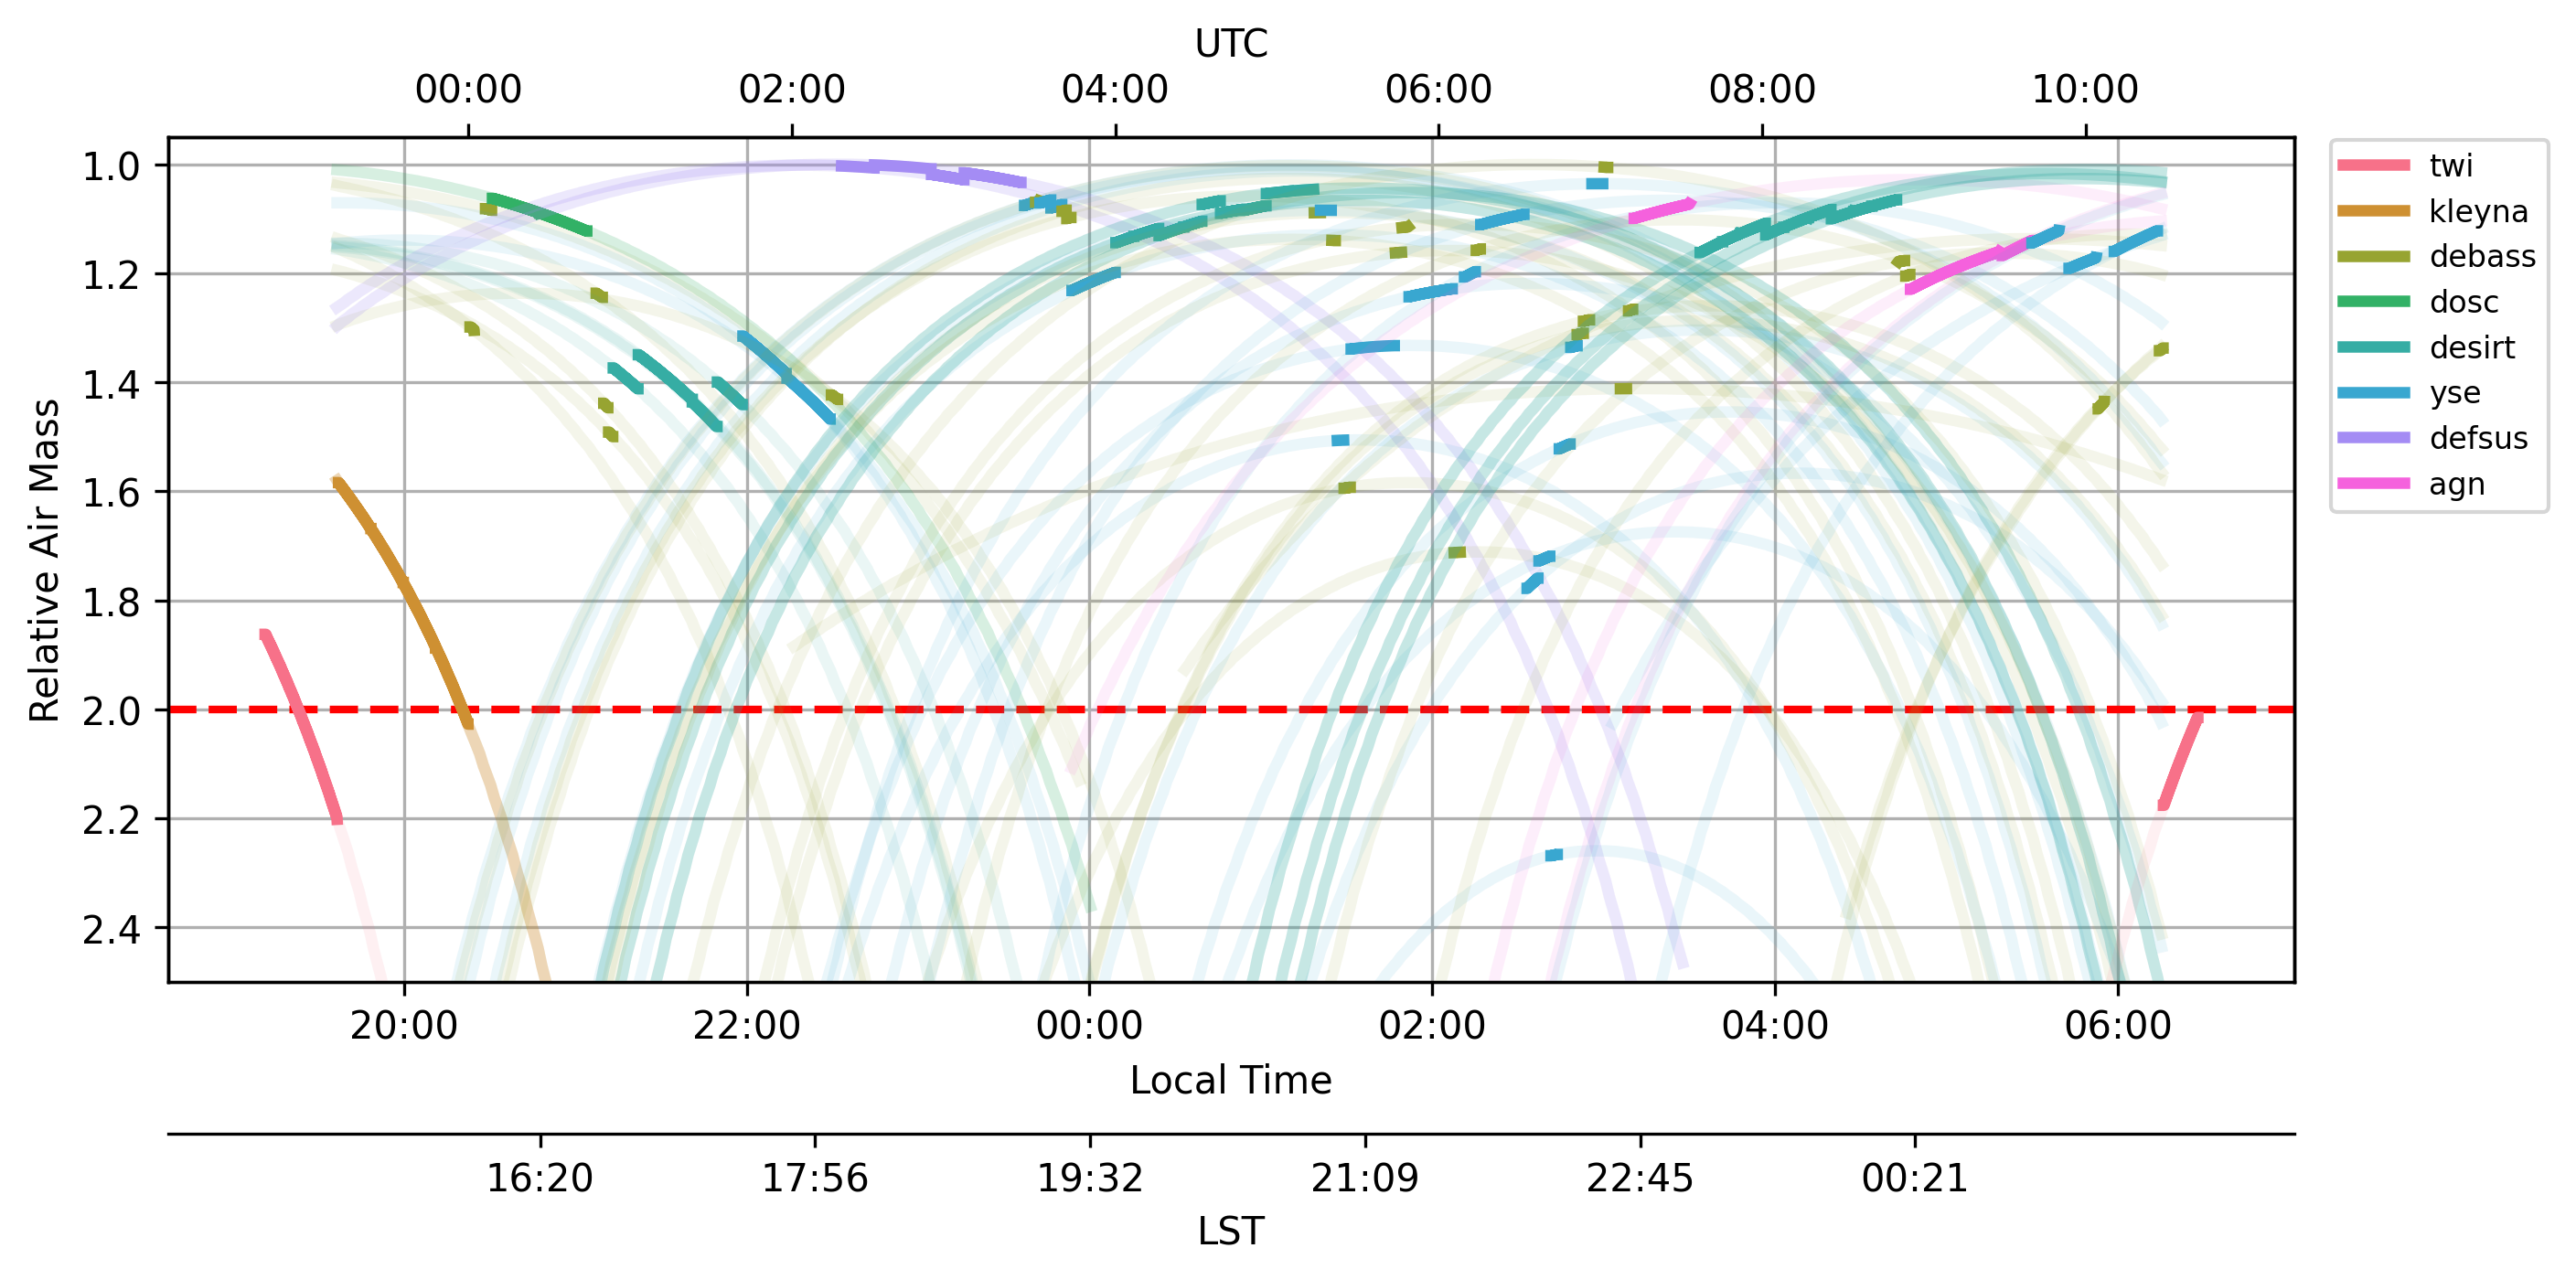 UTC
00:00 02:00 04:00 06:00 08:00 10:00
Relative Air Mass
1.0
1.2
1.4
1.6
1.8
2.0
2.2
2.4
twi
kleyna
debass
dosc
desirt
yse
defsus
agn
20:00 22:00 00:00 02:00 04:00 06:00
Local Time
16:20 17:56 19:32 21:09 22:45 00:21
LST